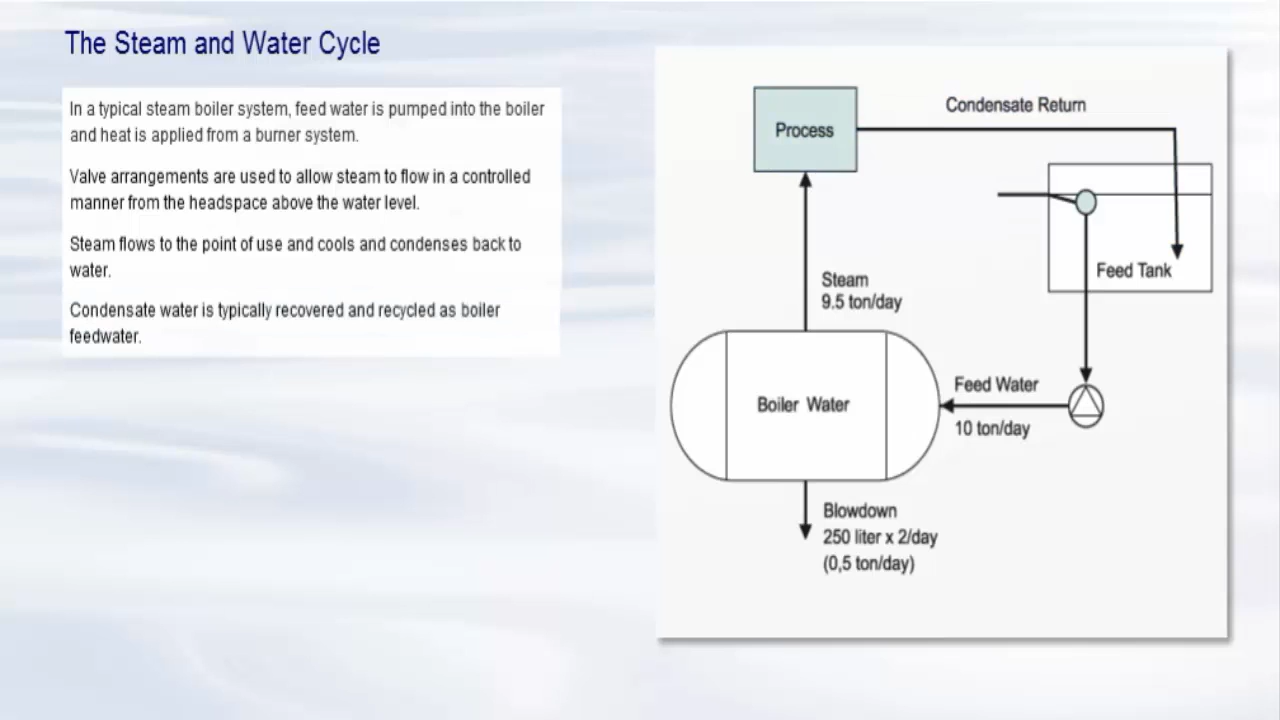 The Steam and Water Cycle
In a typical steam boiler system, feed water is pumped into the boiler
and heat is applied from a burner system.
Valve arrangements are used to allow steam to flow in a controlled
manner from the headspace above the water level.
Steam flows to the point of use and cools and condenses back to
water.
Condensate water is typically recovered and recycled as boiler
feedwater.
Process
Condensate Return
Feed Tank
Steam
9.5 ton/day
Boiler Water
Feed Water
10 ton/day
Blowdown
250 liter x 2/day
(0,5 ton/day)